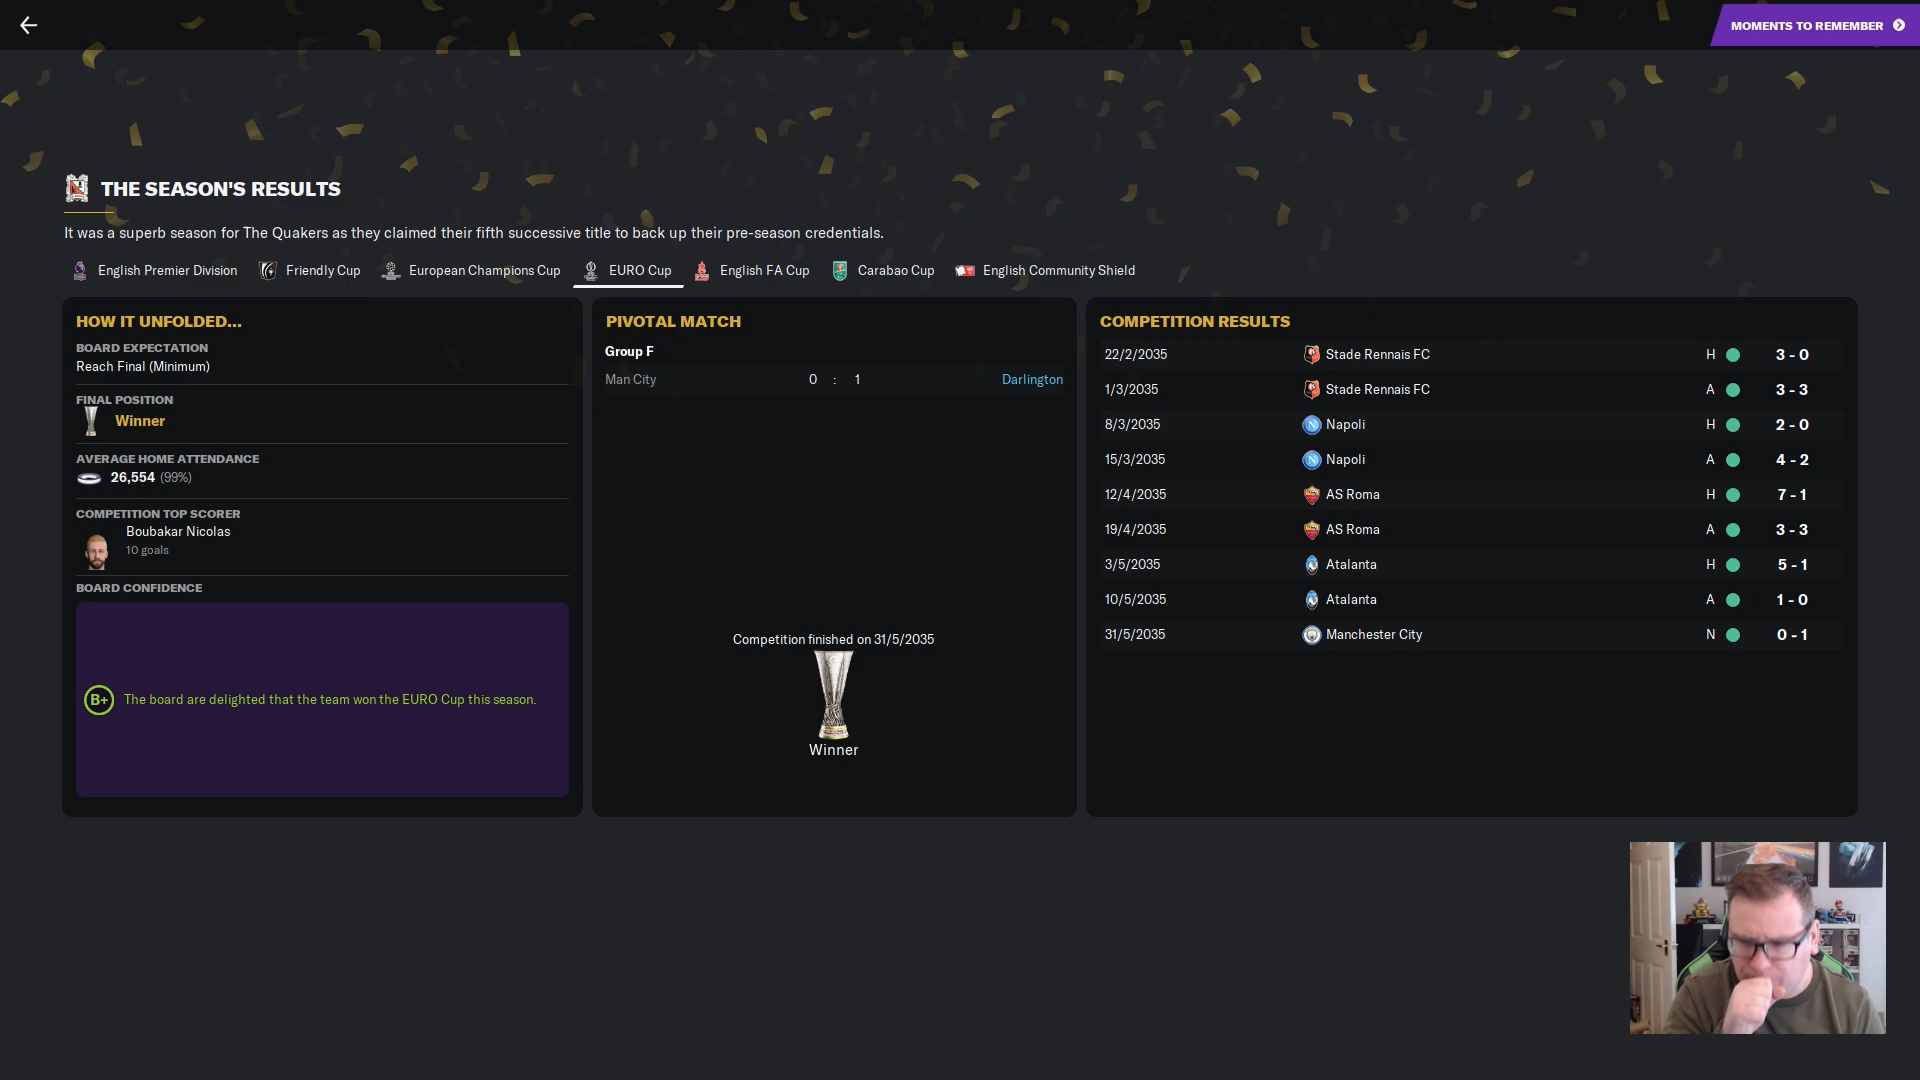 MOMENTS TO REMEMBER
THE SEASON'S RESULTS
It was a superb season for The Quakers as they claimed their fifth successive title to back up their pre-season credentials.
English Premier Division
Friendly Cup
European Champions Cup
EURO Cup
English FA Cup
Carabao Cup
English Community Shield
HOW IT UNFOLDED...
BOARD EXPECTATION
Reach Final (Minimum)
FINAL POSITION
Winner
AVERAGE HOME ATTENDANCE
26,554 (99%)
COMPETITION TOP SCORER
Boubakar Nicolas
10 goals
BOARD CONFIDENCE
B+ The board are delighted that the team won the EURO Cup this season.
PIVOTAL MATCH
Group F
Man City 0 : 1 Darlington
Competition finished on 31/5/2035
Winner
COMPETITION RESULTS
22/2/2035 Stade Rennais FC H 3 - 0
1/3/2035 Stade Rennais FC A 3 - 3
8/3/2035 Napoli H 2 - 0
15/3/2035 Napoli A 4 - 2
12/4/2035 AS Roma H 7 - 1
19/4/2035 AS Roma A 3 - 3
3/5/2035 Atalanta H 5 - 1
10/5/2035 Atalanta A 1 - 0
31/5/2035 Manchester City N 0 - 1